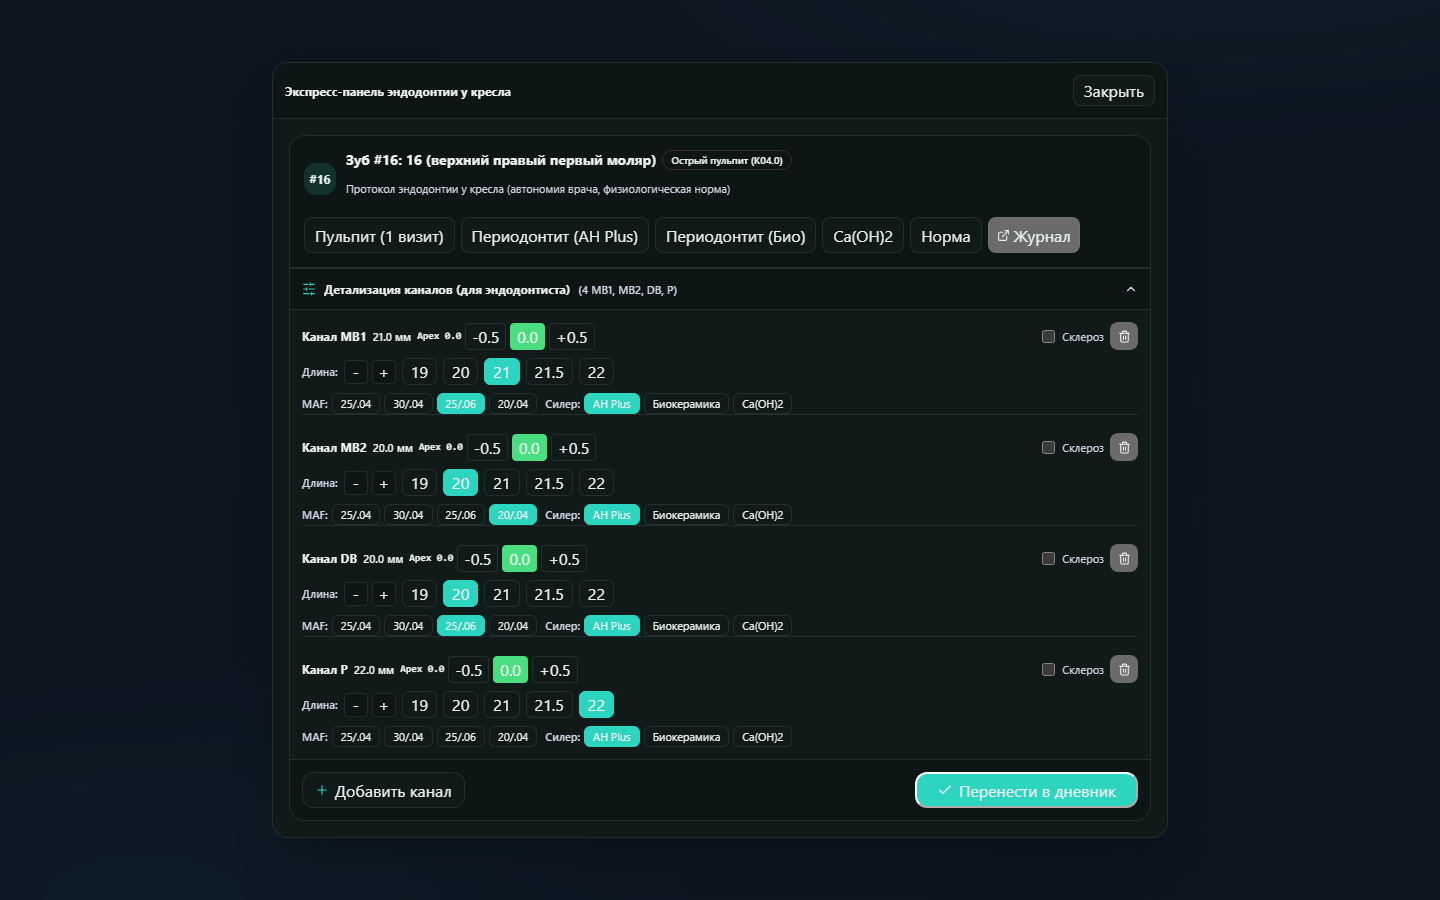 Экспресс-панель эндодонтии у кресла
Закрыть
#16
Зуб #16: 16 (верхний правый первый моляр) Острый пульпит (K04.0)
Протокол эндодонтии у кресла (автономия врача, физиологическая норма)
Пульпит (1 визит) Периодонтит (AH Plus) Периодонтит (Био) Ca(OH)2 Норма Журнал
Детализация каналов (для эндодонтиста) (4 MB1, MB2, DB, P)
Канал MB1 21.0 мм Apex 0.0 -0.5 0.0 +0.5 Склероз
Длина: - + 19 20 21 21.5 22
MAF: 25/.04 30/.04 25/.06 20/.04 Силер: AH Plus Биокерамика Ca(OH)2
Канал MB2 20.0 мм Apex 0.0 -0.5 0.0 +0.5 Склероз
Длина: - + 19 20 21 21.5 22
MAF: 25/.04 30/.04 25/.06 20/.04 Силер: AH Plus Биокерамика Ca(OH)2
Канал DB 20.0 мм Apex 0.0 -0.5 0.0 +0.5 Склероз
Длина: - + 19 20 21 21.5 22
MAF: 25/.04 30/.04 25/.06 20/.04 Силер: AH Plus Биокерамика Ca(OH)2
Канал P 22.0 мм Apex 0.0 -0.5 0.0 +0.5 Склероз
Длина: - + 19 20 21 21.5 22
MAF: 25/.04 30/.04 25/.06 20/.04 Силер: AH Plus Биокерамика Ca(OH)2
+ Добавить канал
Перенести в дневник